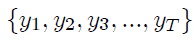 {y1, y2, y3, ..., yT}